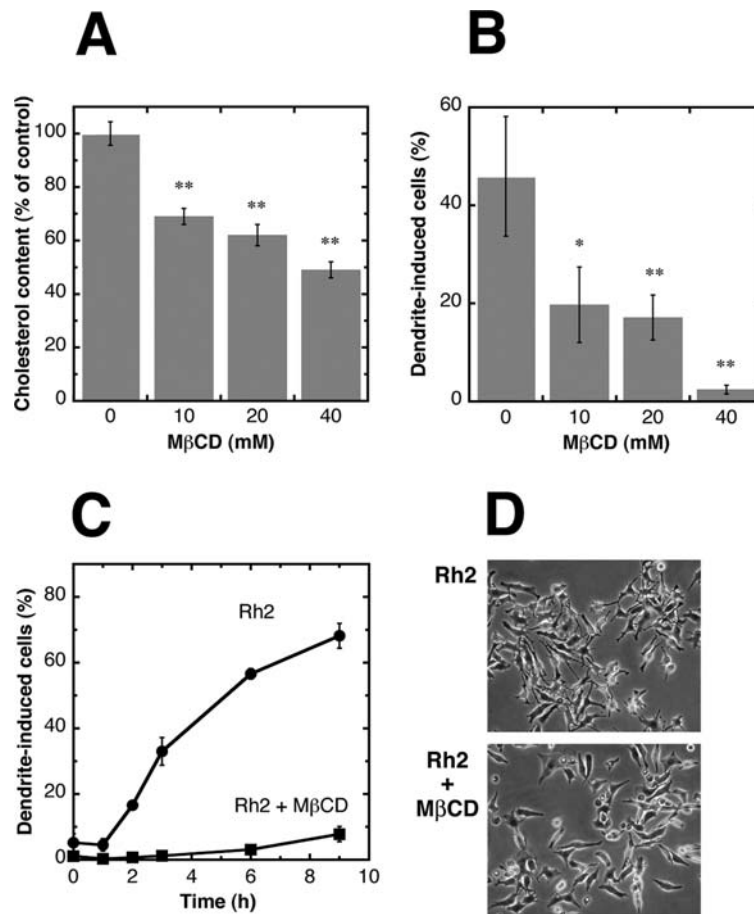 A
Cholesterol content (% of control)
100
80
60
40
20
0
**
**
**
0 10 20 40
MβCD (mM)
B
Dendrite-induced cells (%)
60
40
20
0
*
**
**
0 10 20 40
MβCD (mM)
C
Dendrite-induced cells (%)
80
60
40
20
0
Rh2
Rh2 + MβCD
0 2 4 6 8 10
Time (h)
D
Rh2
Rh2
+
MβCD